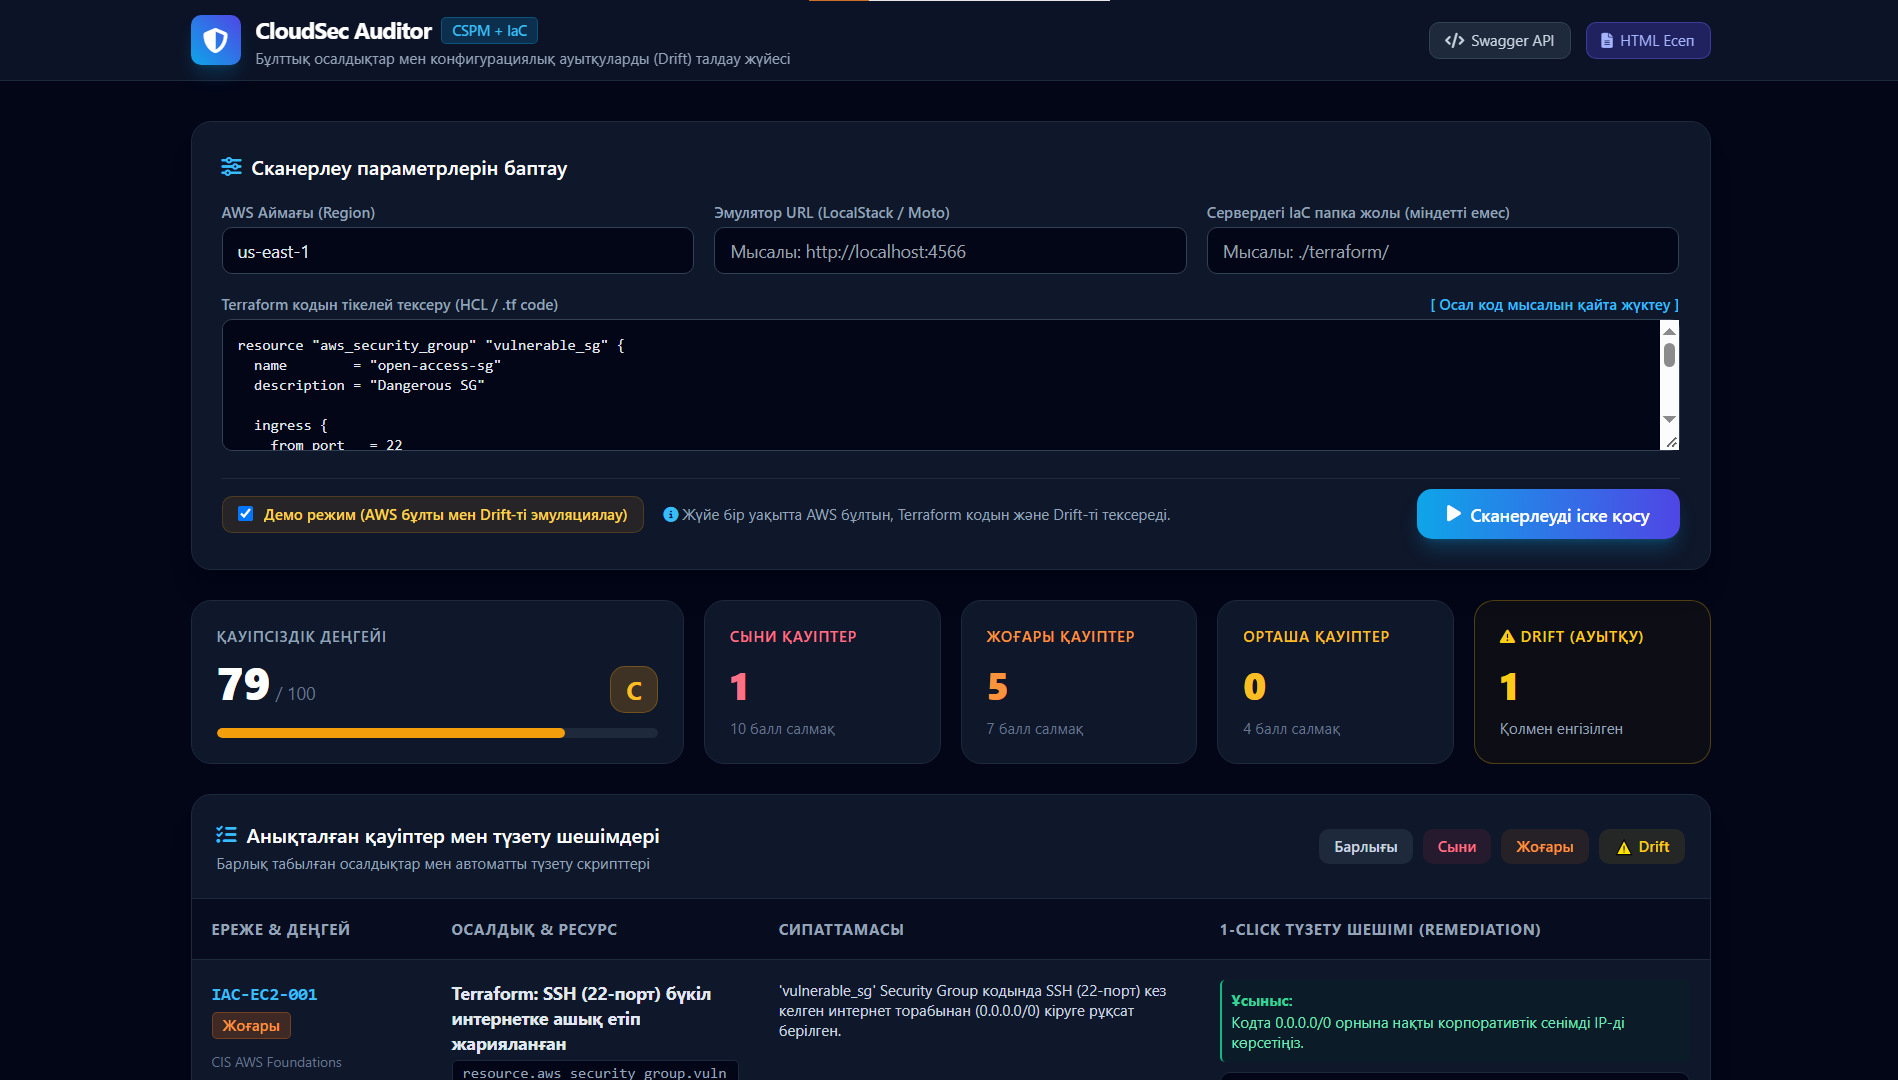 CloudSec Auditor CSPM + IaC
Бұлттық осалдықтар мен конфигурациялық ауытқуларды (Drift) талдау жүйесі
</> Swagger API
HTML Есеп
Сканерлеу параметрлерін баптау
AWS Аймағы (Region)
us-east-1
Эмулятор URL (LocalStack / Moto)
Мысалы: http://localhost:4566
Сервердегі IaC папка жолы (міндетті емес)
Мысалы: ./terraform/
Terraform кодын тікелей тексеру (HCL / .tf code)
[ Осал код мысалын қайта жүктеу ]
resource "aws_security_group" "vulnerable_sg" {
name = "open-access-sg"
description = "Dangerous SG"
ingress {
from_port = 22
Демо режим (AWS бұлты мен Drift-ті эмуляциялау)
Жүйе бір уақытта AWS бұлтын, Terraform кодын және Drift-ті тексереді.
Сканерлеуді іске қосу
ҚАУІПСІЗДІК ДЕҢГЕЙІ
79 / 100
C
СЫНИ ҚАУІПТЕР
1
10 балл салмақ
ЖОҒАРЫ ҚАУІПТЕР
5
7 балл салмақ
ОРТАША ҚАУІПТЕР
0
4 балл салмақ
DRIFT (АУЫТҚУ)
1
Қолмен енгізілген
Анықталған қауіптер мен түзету шешімдері
Барлық табылған осалдықтар мен автоматты түзету скрипттері
Барлығы
Сыни
Жоғары
Drift
ЕРЕЖЕ & ДЕҢГЕЙ
ОСАЛДЫҚ & РЕСУРС
СИПАТТАМАСЫ
1-CLICK ТҮЗЕТУ ШЕШІМІ (REMEDIATION)
IAC-EC2-001
Жоғары
CIS AWS Foundations
Terraform: SSH (22-порт) бүкіл
интернетке ашық етіп
жарияланған
resource.aws_security_group.vuln
'vulnerable_sg' Security Group кодында SSH (22-порт) кез
келген интернет торабынан (0.0.0.0/0) кіруге рұқсат
берілген.
Ұсыныс:
Кодта 0.0.0.0/0 орнына нақты корпоративтік сенімді IP-ді
көрсетіңіз.